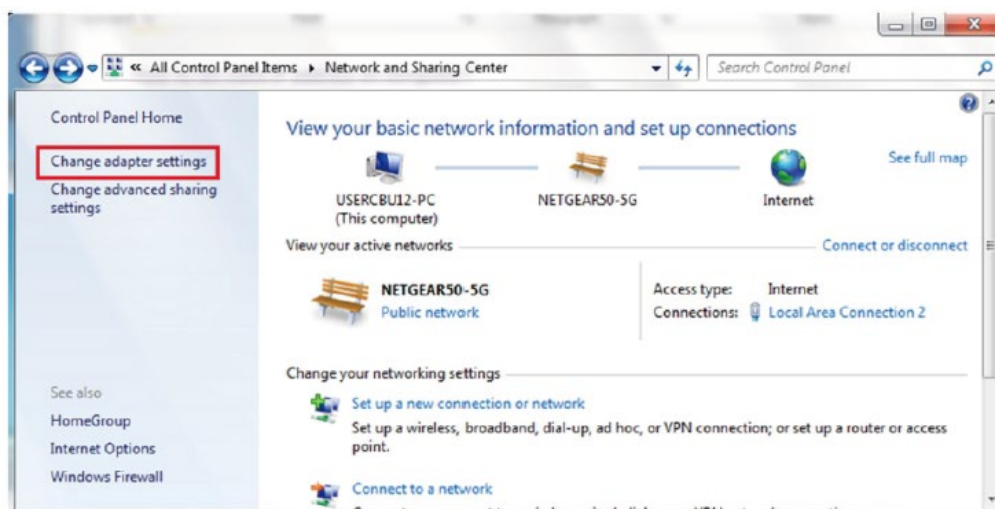 « All Control Panel Items ▸ Network and Sharing Center
Search Control Panel
Control Panel Home
Change adapter settings
Change advanced sharing
settings
See also
HomeGroup
Internet Options
Windows Firewall
View your basic network information and set up connections
See full map
USERCBU12-PC
(This computer)
NETGEAR50-5G
Internet
View your active networks
Connect or disconnect
NETGEAR50-5G
Public network
Access type: Internet
Connections: Local Area Connection 2
Change your networking settings
Set up a new connection or network
Set up a wireless, broadband, dial-up, ad hoc, or VPN connection; or set up a router or access
point.
Connect to a network